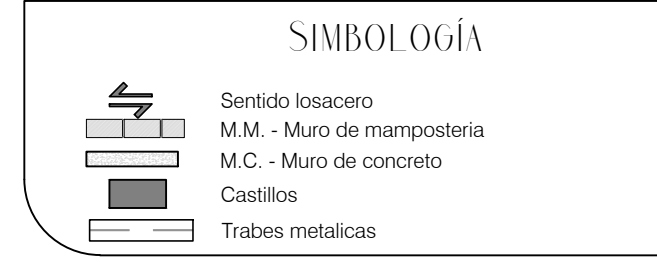 SIMBOLOGÍA
Sentido losacero
M.M. - Muro de mamposteria
M.C. - Muro de concreto
Castillos
Trabes metalicas